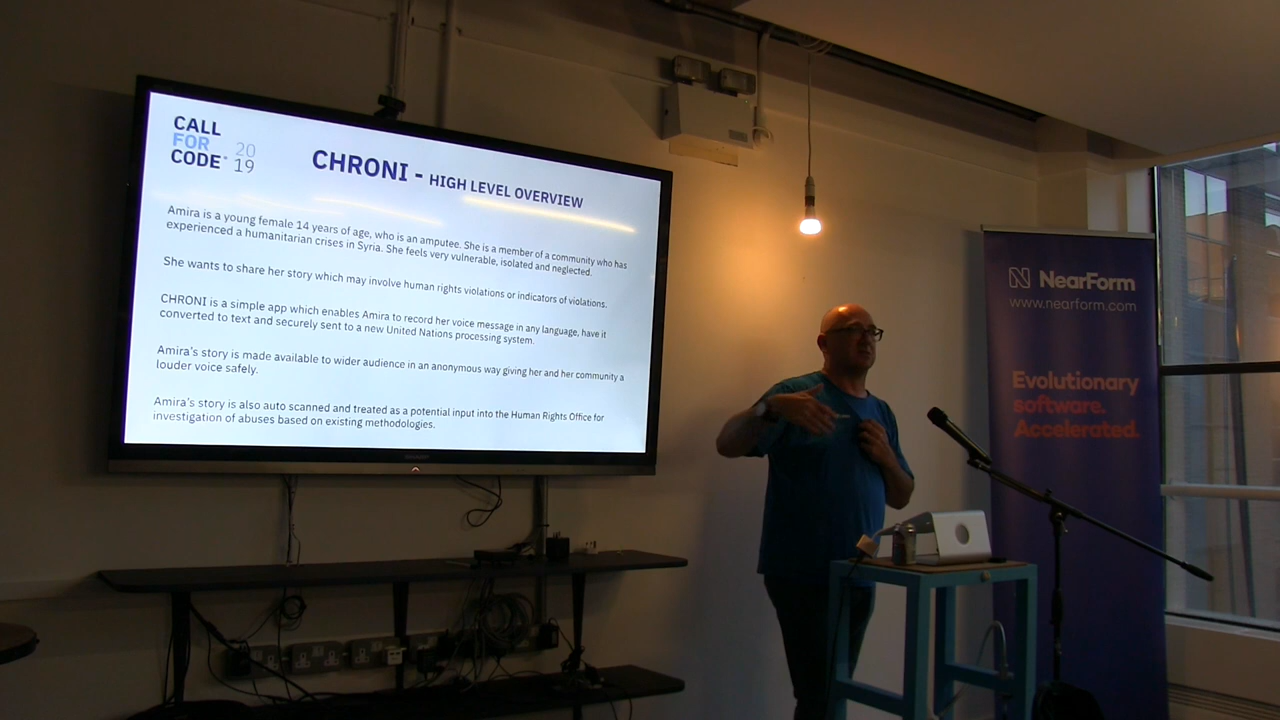 CALL
FOR
CODE® 20
19
CHRONI - HIGH LEVEL OVERVIEW
Amira is a young female 14 years of age, who is an amputee. She is a member of a community who has
experienced a humanitarian crises in Syria. She feels very vulnerable, isolated and neglected.
She wants to share her story which may involve human rights violations or indicators of violations.
CHRONI is a simple app which enables Amira to record her voice message in any language, have it
converted to text and securely sent to a new United Nations processing system.
Amira's story is made available to wider audience in an anonymous way giving her and her community a
louder voice safely.
Amira's story is also auto scanned and treated as a potential input into the Human Rights Office for
investigation of abuses based on existing methodologies.
SHARP
NearForm
www.nearform.com
Evolutionary
software.
Accelerated.